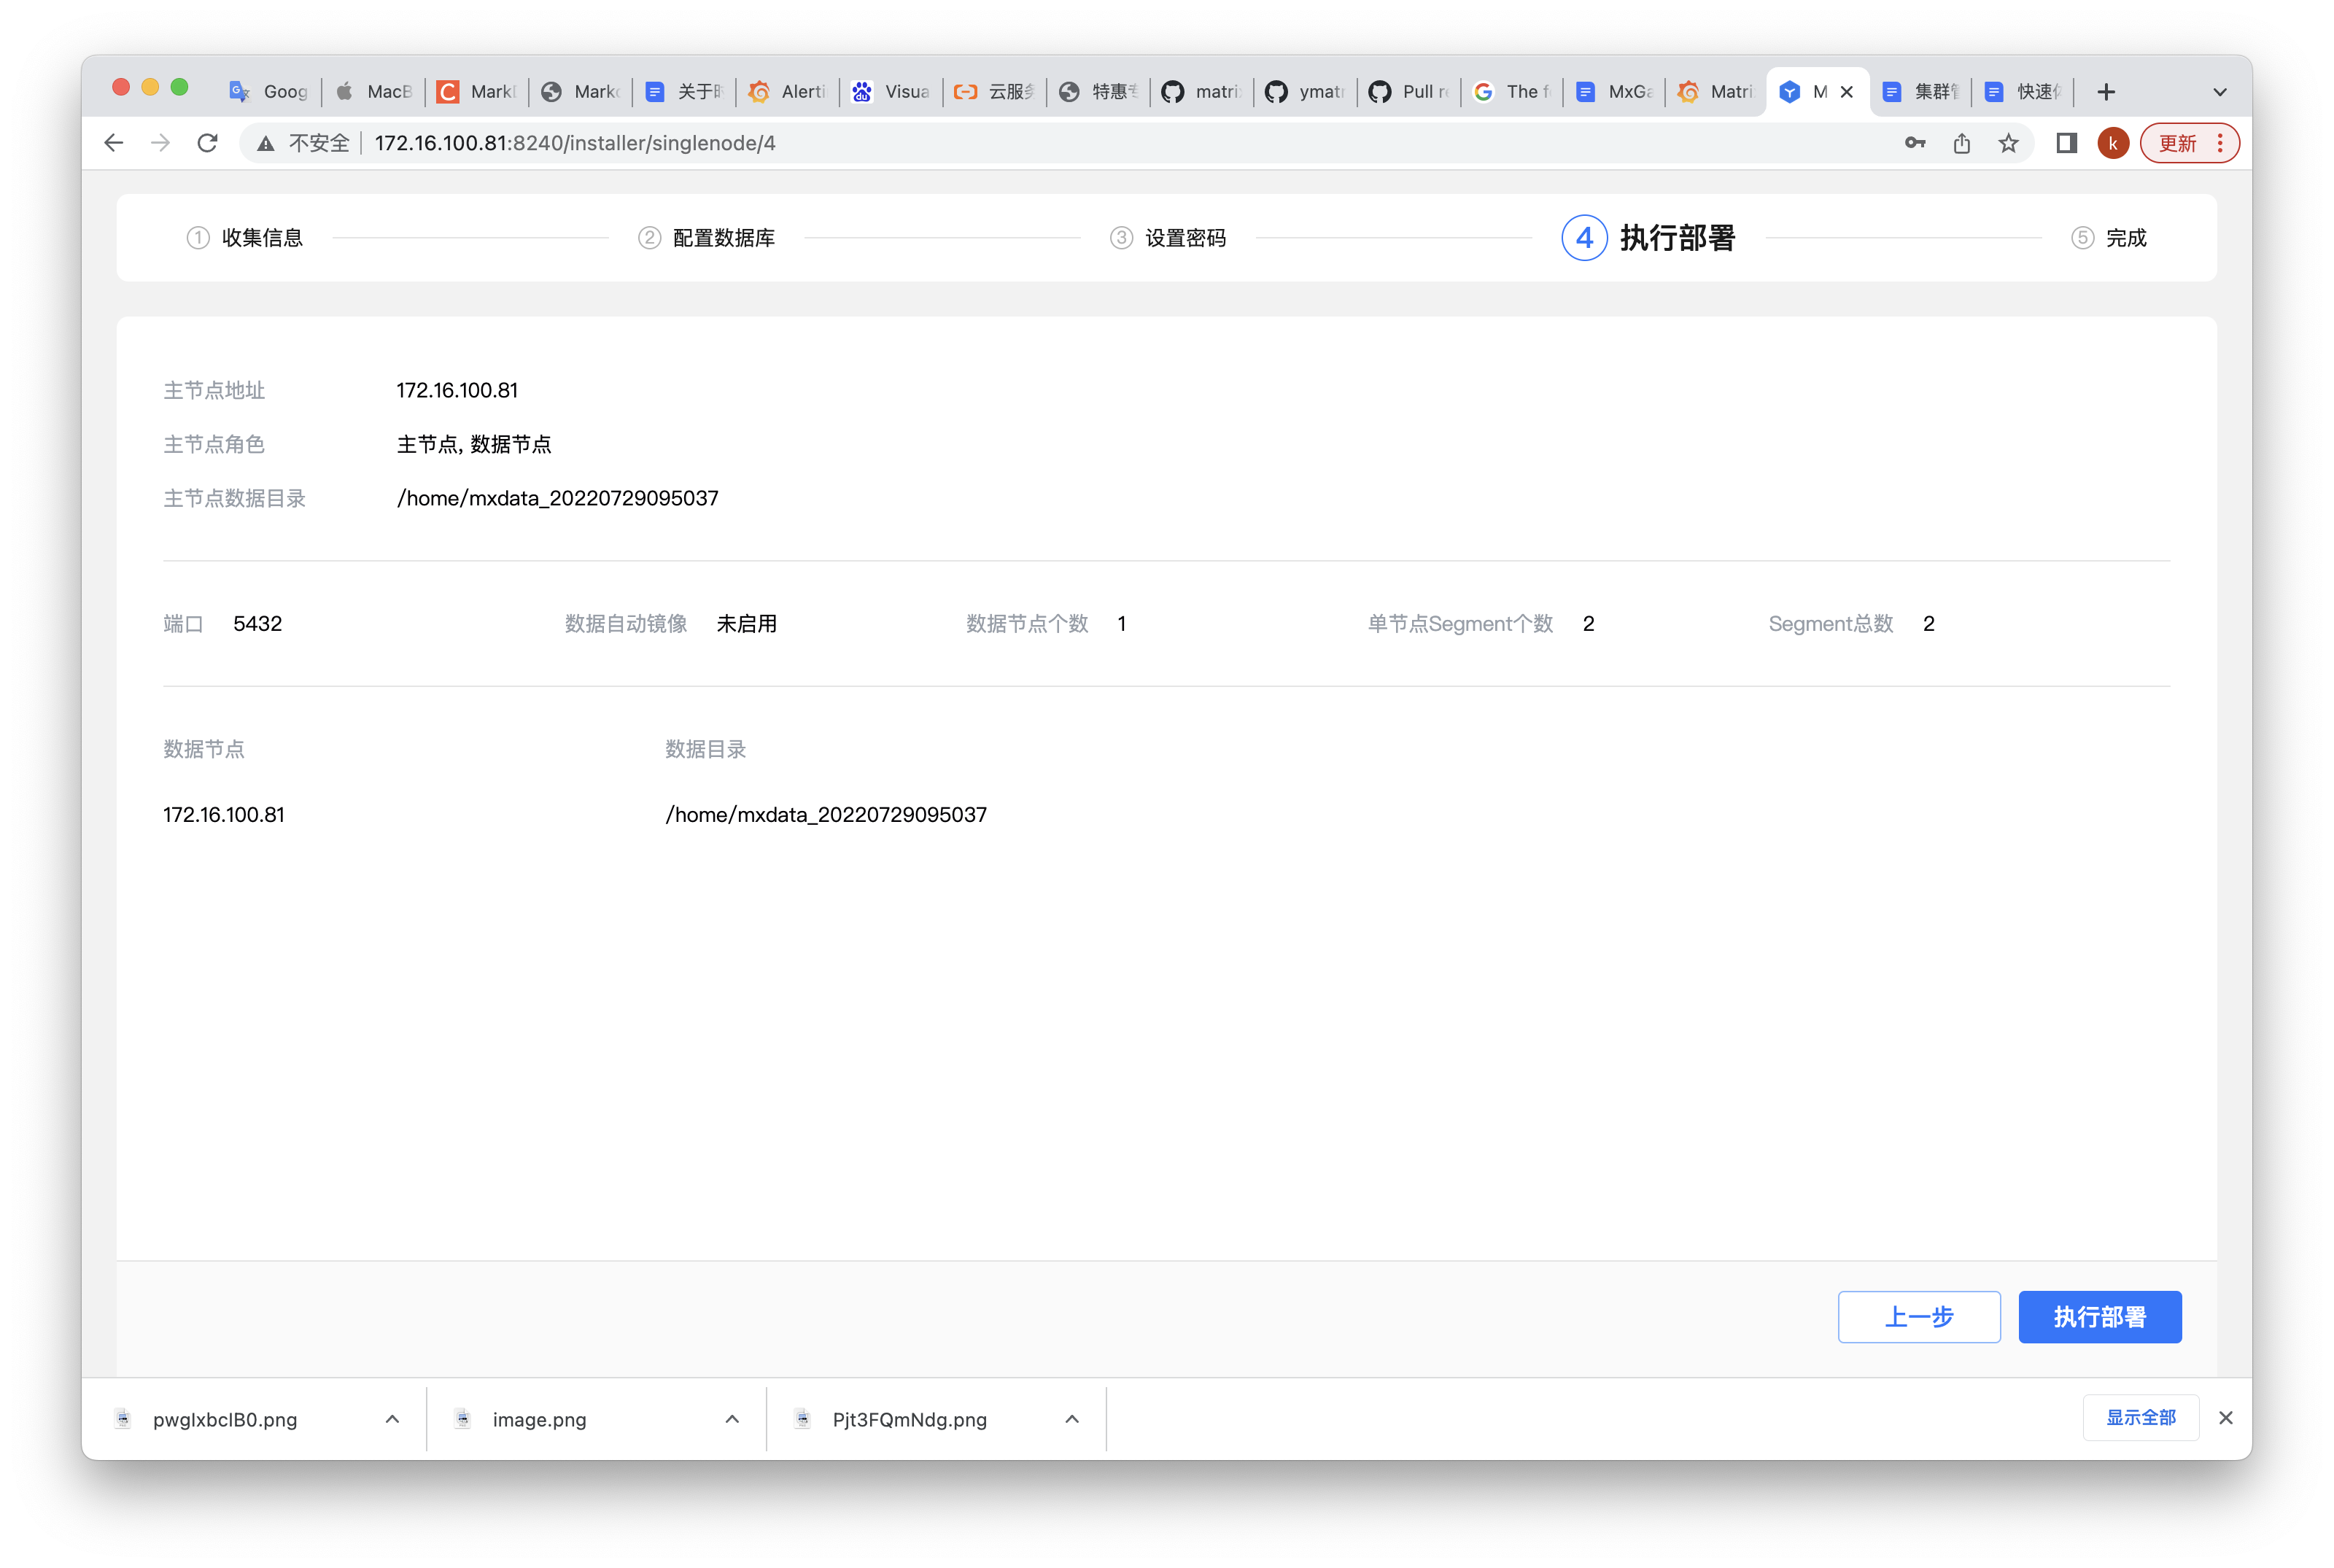 Goog MacB Mark Mark 关于 Alerti Visua 云服务 特惠专 matri ymatr Pull r The f MxGa Matri M 集群管 快速体
不安全 172.16.100.81:8240/installer/singlenode/4 k 更新
1 收集信息 2 配置数据库 3 设置密码 4 执行部署 5 完成
主节点地址 172.16.100.81
主节点角色 主节点, 数据节点
主节点数据目录 /home/mxdata_20220729095037
端口 5432 数据自动镜像 未启用 数据节点个数 1 单节点Segment个数 2 Segment总数 2
数据节点 数据目录
172.16.100.81 /home/mxdata_20220729095037
上一步 执行部署
image.png Pjt3FQmNdg.png 显示全部